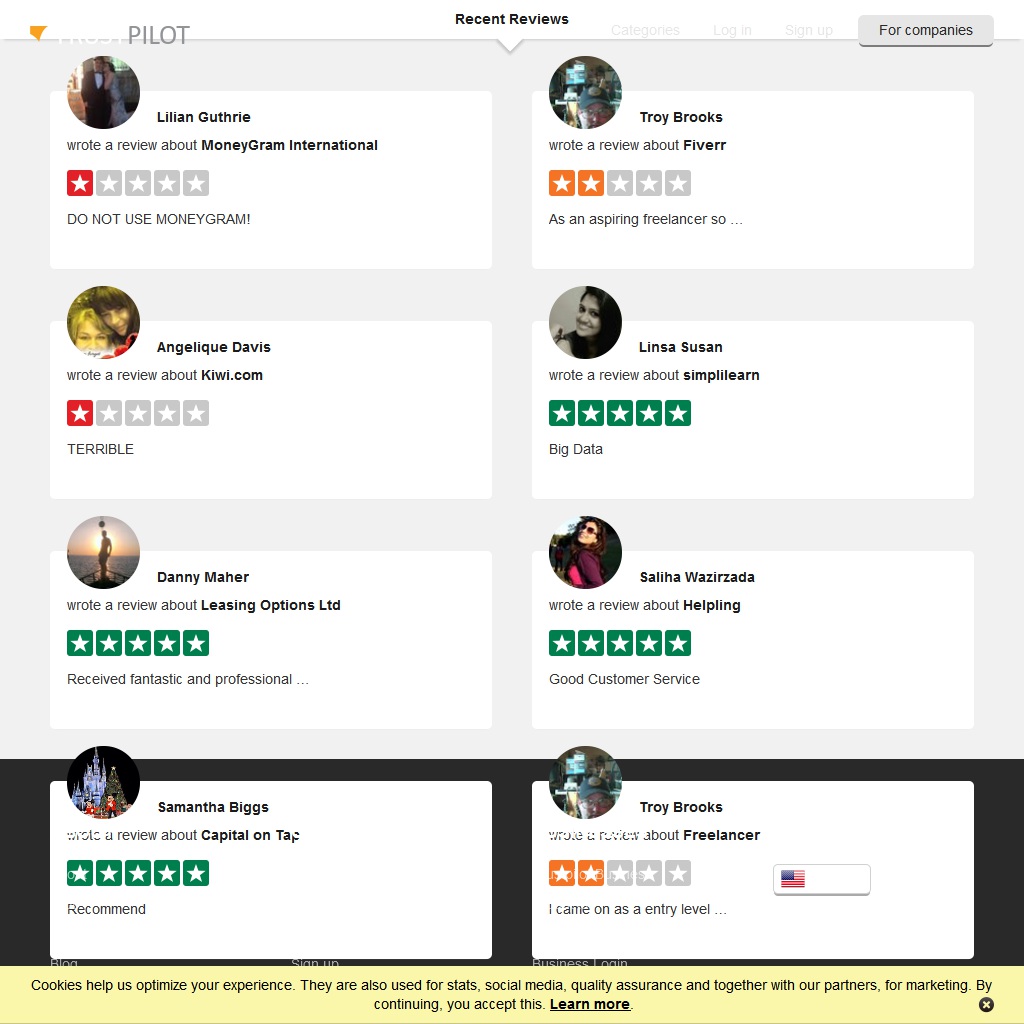 Recent Reviews
TRUSTPILOT
Categories
Log in
Sign up
For companies
Lilian Guthrie
wrote a review about MoneyGram International
DO NOT USE MONEYGRAM!
Troy Brooks
wrote a review about Fiverr
As an aspiring freelancer so …
Angelique Davis
wrote a review about Kiwi.com
TERRIBLE
Linsa Susan
wrote a review about simplilearn
Big Data
Danny Maher
wrote a review about Leasing Options Ltd
Received fantastic and professional …
Saliha Wazirzada
wrote a review about Helpling
Good Customer Service
Samantha Biggs
wrote a review about Capital on Tap
Recommend
Troy Brooks
wrote a review about Freelancer
I came on as a entry level …
Blog
Sign up
Business Login
Cookies help us optimize your experience. They are also used for stats, social media, quality assurance and together with our partners, for marketing. By
continuing, you accept this. Learn more.